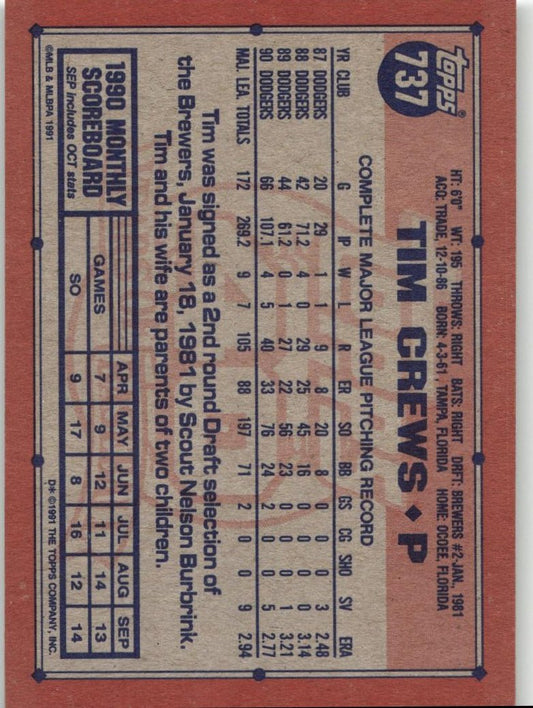 topps®
737
TIM CREWS • P
HT: 6'0" WT: 195 THROWS: RIGHT BATS: RIGHT DRFT: BREWERS #2-JAN., 1981
ACQ: TRADE, 12-10-86 BORN: 4-3-61, TAMPA, FLORIDA HOME: OCOEE, FLORIDA
COMPLETE MAJOR LEAGUE PITCHING RECORD
YR CLUB G IP W L R ER SO BB GS CG SHO SV ERA
87 DODGERS 20 29 1 1 9 8 20 8 0 0 0 3 2.48
88 DODGERS 42 71.2 4 0 29 25 45 16 0 0 0 0 3.14
89 DODGERS 44 61.2 0 1 27 22 56 23 0 0 0 1 3.21
90 DODGERS 66 107.1 4 5 40 33 76 24 2 0 0 5 2.77
MAJ. LEA. TOTALS 172 269.2 9 7 105 88 197 71 2 0 0 9 2.94
Tim was signed as a 2nd round Draft selection of
the Brewers, January 18, 1981 by Scout Nelson Burbrink.
Tim and his wife are parents of two children.
1990 MONTHLY
SCOREBOARD
SEP includes OCT stats
APR MAY JUN JUL AUG SEP
GAMES 7 9 12 11 14 13
SO 9 17 8 16 12 14
©MLB & MLBPA 1991
D* ©1991 THE TOPPS COMPANY, INC.